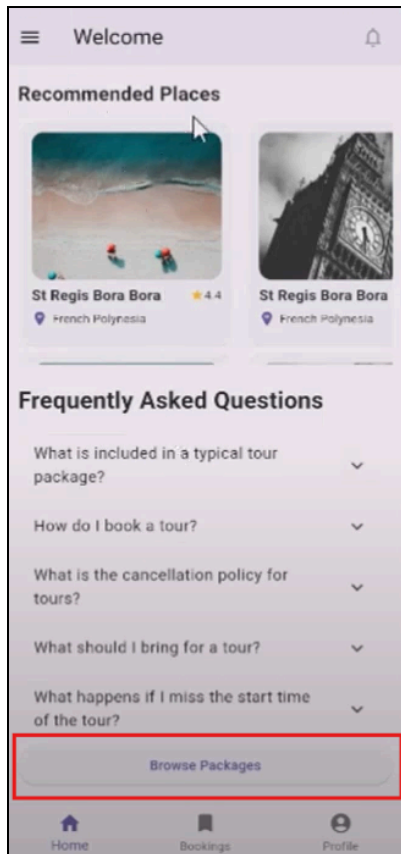 Welcome
Recommended Places
St Regis Bora Bora
4.4
French Polynesia
St Regis Bora Bora
French Polynesia
Frequently Asked Questions
What is included in a typical tour
package?
How do I book a tour?
What is the cancellation policy for
tours?
What should I bring for a tour?
What happens if I miss the start time
of the tour?
Browse Packages
Home
Bookings
Profile